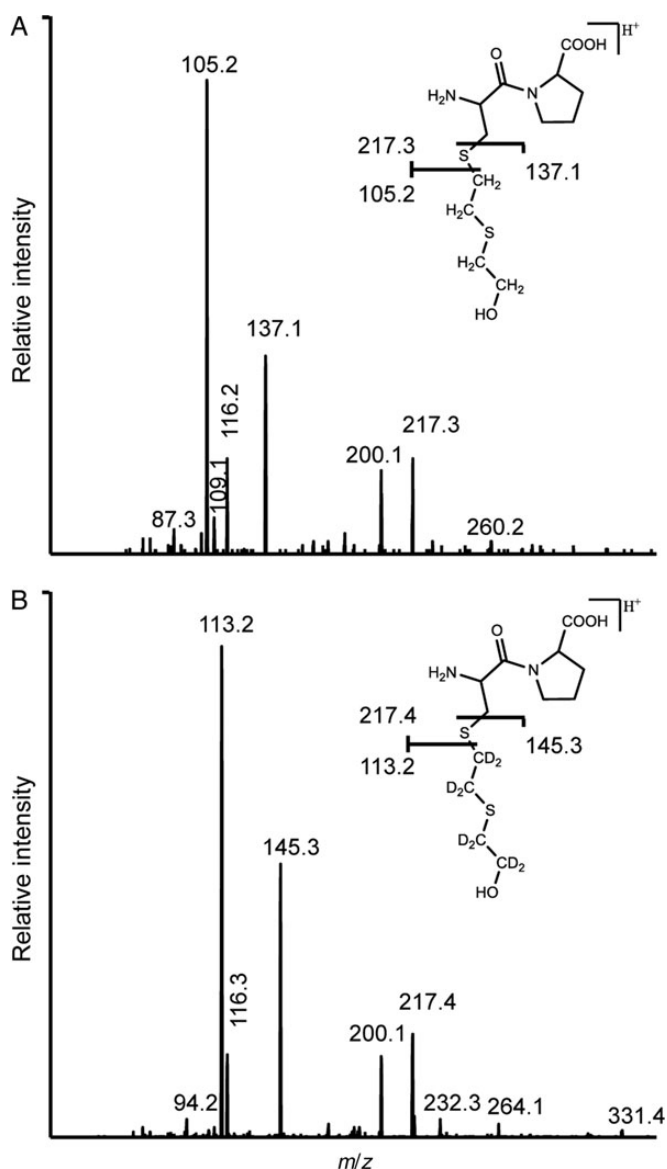 A
Relative intensity
105.2
137.1
116.2
109.1
87.3
200.1
217.3
260.2
H+
COOH
O
H2N
N
217.3
S
137.1
105.2
CH2
H2C
S
H2C
CH2
HO
B
Relative intensity
113.2
145.3
116.3
94.2
200.1
217.4
232.3
264.1
331.4
H+
COOH
O
H2N
N
217.4
S
145.3
113.2
CD2
D2C
S
D2C
CD2
HO
m/z